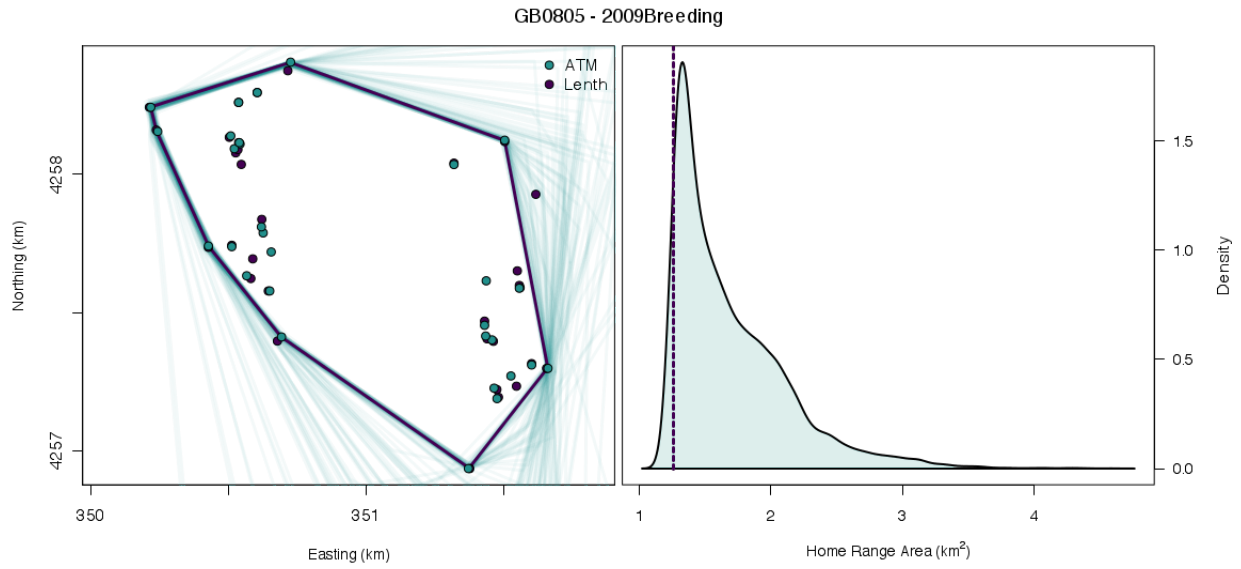 GB0805 - 2009Breeding
ATM
Lenth
Northing (km)
4258
4257
350
351
Easting (km)
Density
1.5
1.0
0.5
0.0
1
2
3
4
Home Range Area (km²)